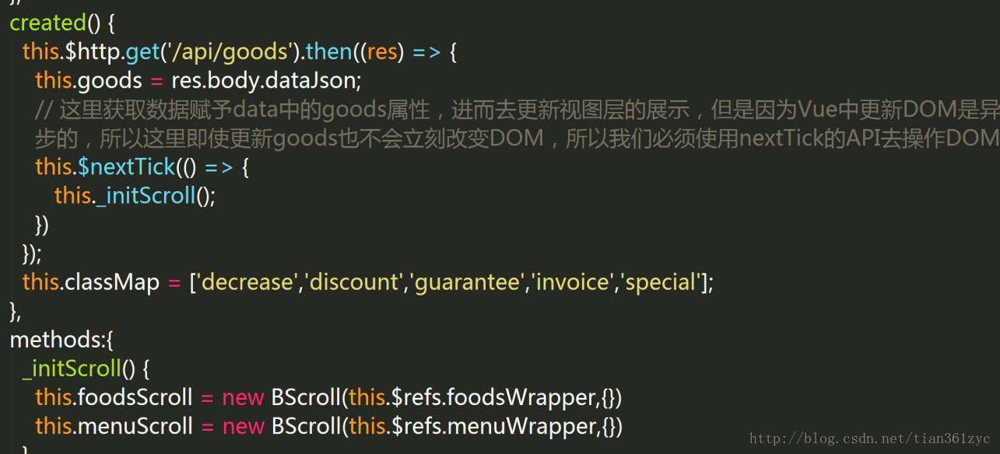 },
created() {
this.$http.get('/api/goods').then((res) => {
this.goods = res.body.dataJson;
// 这里获取数据赋予data中的goods属性，进而去更新视图层的展示，但是因为Vue中更新DOM是异
步的，所以这里即使更新goods也不会立刻改变DOM，所以我们必须使用nextTick的API去操作DOM
this.$nextTick(() => {
this._initScroll();
})
});
this.classMap = ['decrease','discount','guarantee','invoice','special'];
},
methods:{
_initScroll() {
this.foodsScroll = new BScroll(this.$refs.foodsWrapper,{})
this.menuScroll = new BScroll(this.$refs.menuWrapper,{})
}
http://blog.csdn.net/tian361zyc